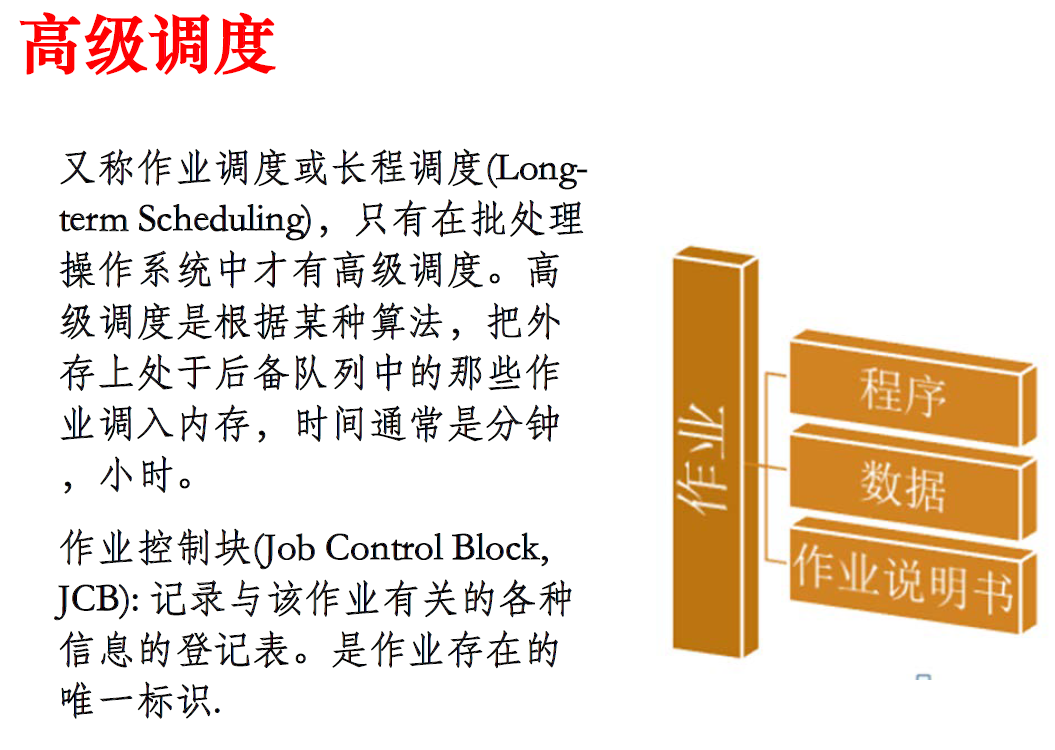 高级调度
又称作业调度或长程调度(Long-
term Scheduling)，只有在批处理
操作系统中才有高级调度。高
级调度是根据某种算法，把外
存上处于后备队列中的那些作
业调入内存，时间通常是分钟
，小时。
作业控制块(Job Control Block,
JCB): 记录与该作业有关的各种
信息的登记表。是作业存在的
唯一标识.
作业
程序
数据
作业说明书